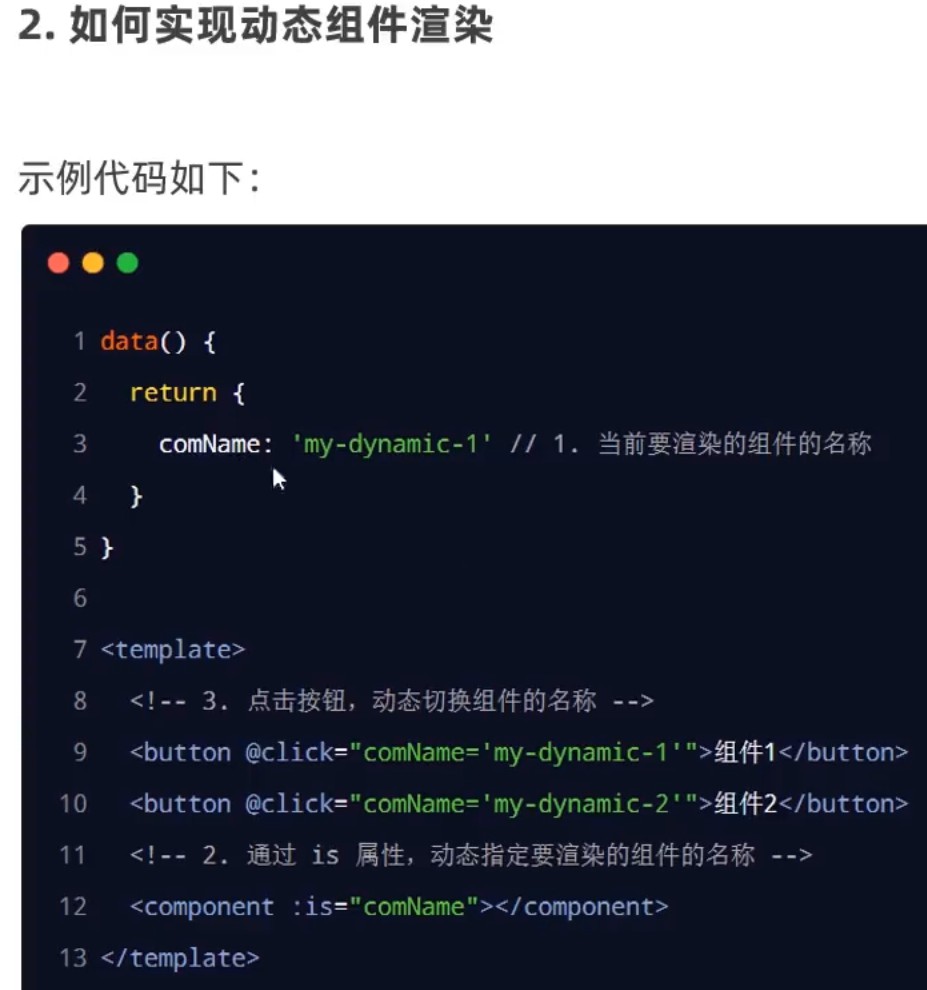 2. 如何实现动态组件渲染
示例代码如下：
1 data() {
2   return {
3     comName: 'my-dynamic-1' // 1. 当前要渲染的组件的名称
4   }
5 }
6
7 <template>
8   <!-- 3. 点击按钮，动态切换组件的名称 -->
9   <button @click="comName='my-dynamic-1'">组件1</button>
10   <button @click="comName='my-dynamic-2'">组件2</button>
11   <!-- 2. 通过 is 属性，动态指定要渲染的组件的名称 -->
12   <component :is="comName"></component>
13 </template>